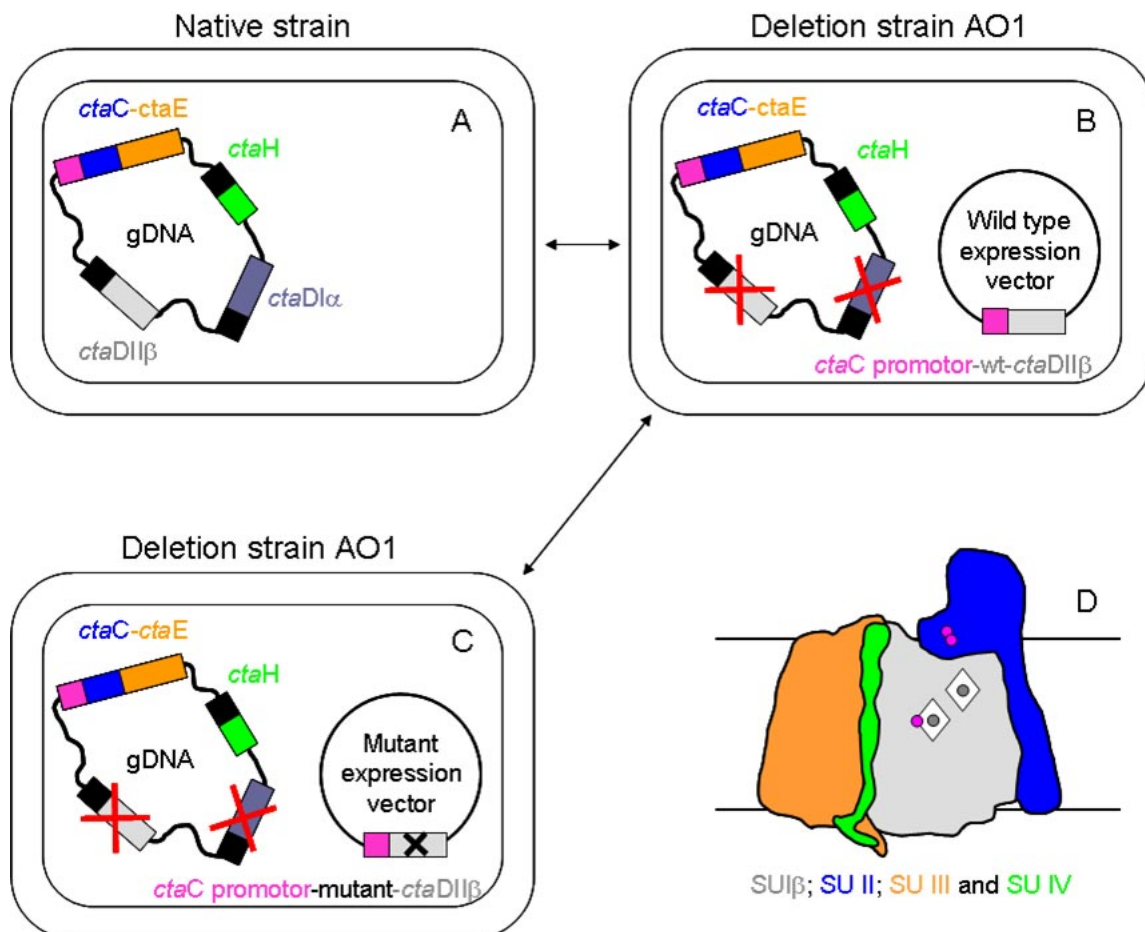 Native strain
A
ctaC-ctaE
ctaH
gDNA
ctaDIα
ctaDIIβ
Deletion strain AO1
B
ctaC-ctaE
ctaH
gDNA
Wild type
expression
vector
ctaC promotor-wt-ctaDIIβ
Deletion strain AO1
C
ctaC-ctaE
ctaH
gDNA
Mutant
expression
vector
ctaC promotor-mutant-ctaDIIβ
D
SUIβ; SU II; SU III and SU IV